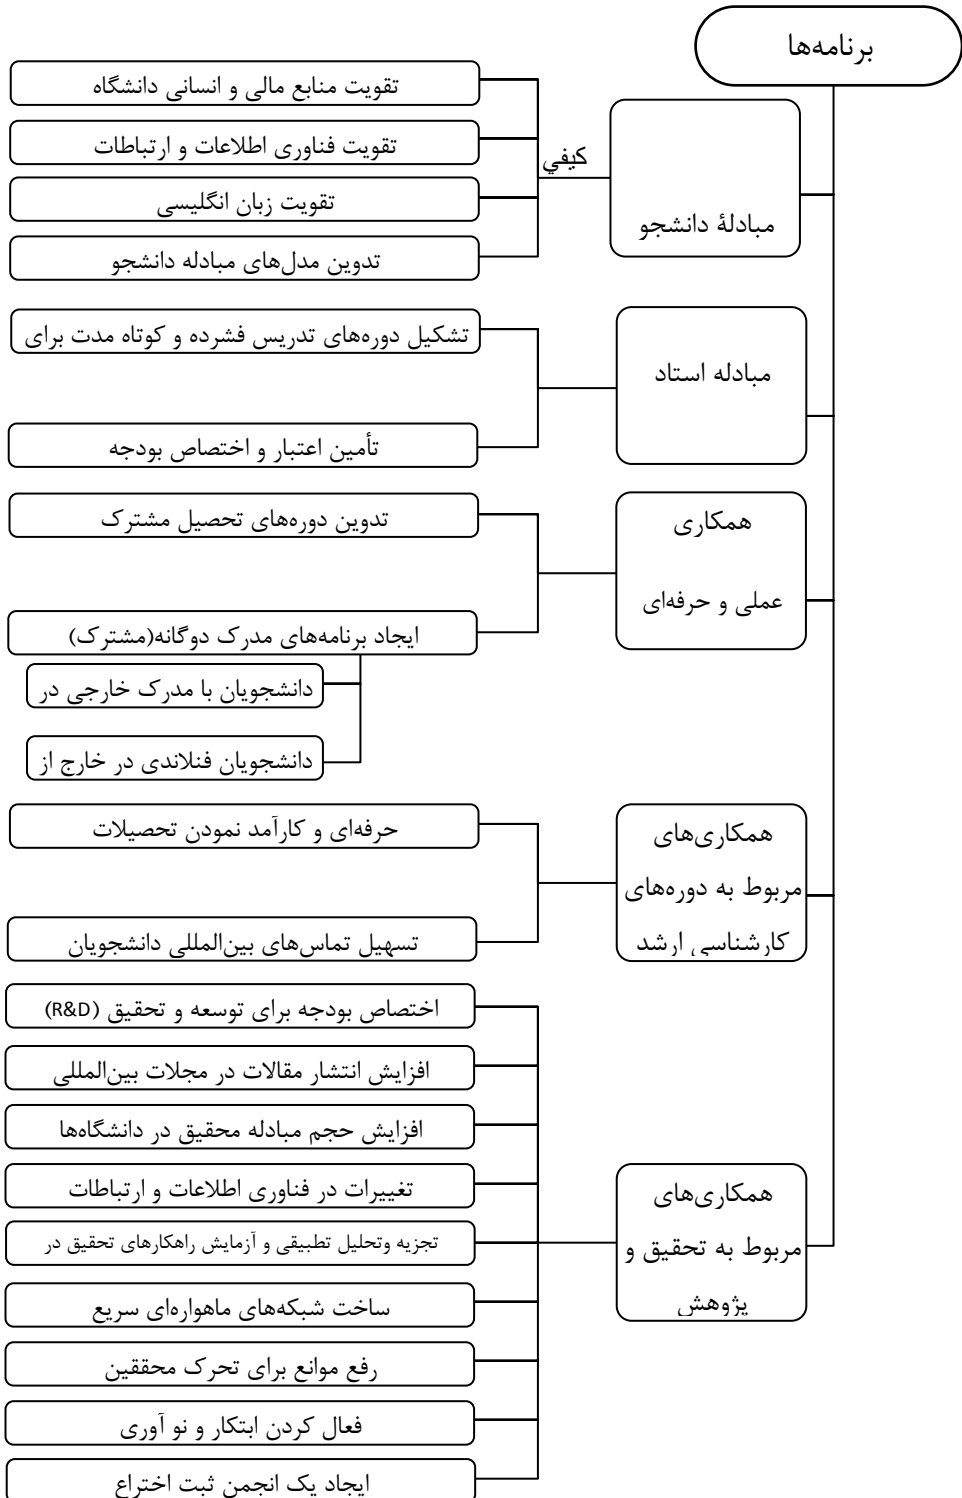 برنامه‌ها
مبادلهٔ دانشجو
کیفي
تقویت منابع مالی و انسانی دانشگاه
تقویت فناوری اطلاعات و ارتباطات
تقویت زبان انگلیسی
تدوین مدل‌های مبادله دانشجو
مبادله استاد
تشکیل دوره‌های تدریس فشرده و کوتاه مدت برای
تأمین اعتبار و اختصاص بودجه
همکاری
عملی و حرفه‌ای
تدوین دوره‌های تحصیل مشترک
ایجاد برنامه‌های مدرک دوگانه(مشترک)
دانشجویان با مدرک خارجی در
دانشجویان فنلاندی در خارج از
همکاری‌های
مربوط به دوره‌های
کارشناسی ارشد
حرفه‌ای و کارآمد نمودن تحصیلات
تسهیل تماس‌های بین‌المللی دانشجویان
همکاری‌های
مربوط به تحقیق و
پژوهش
اختصاص بودجه برای توسعه و تحقیق (R&D)
افزایش انتشار مقالات در مجلات بین‌المللی
افزایش حجم مبادله محقیق در دانشگاه‌ها
تغییرات در فناوری اطلاعات و ارتباطات
تجزیه وتحلیل تطبیقی و آزمایش راهکارهای تحقیق در
ساخت شبکه‌های ماهواره‌ای سریع
رفع موانع برای تحرک محققین
فعال کردن ابتکار و نو آوری
ایجاد یک انجمن ثبت اختراع